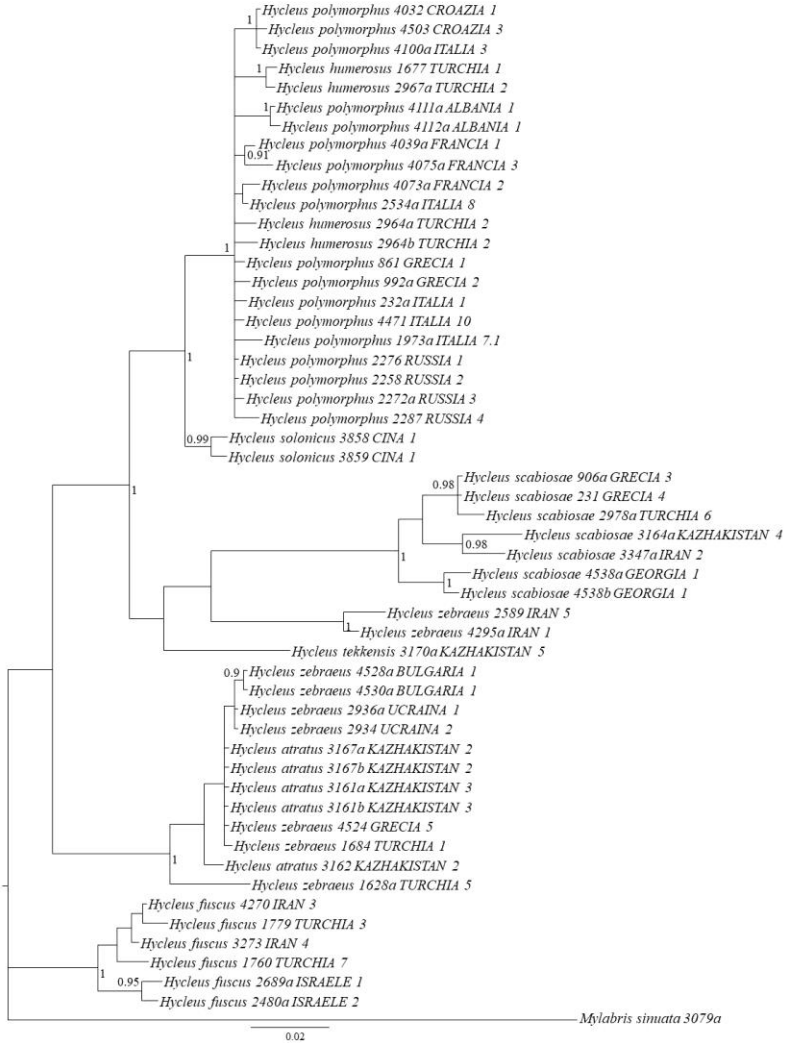 Hycleus polymorphus 4032 CROAZIA 1
1
Hycleus polymorphus 4503 CROAZIA 3
Hycleus polymorphus 4100a ITALIA 3
Hycleus humerosus 1677 TURCHIA 1
1
Hycleus humerosus 2967a TURCHIA 2
Hycleus polymorphus 4111a ALBANIA 1
1
Hycleus polymorphus 4112a ALBANIA 1
Hycleus polymorphus 4039a FRANCIA 1
0.91
Hycleus polymorphus 4075a FRANCIA 3
Hycleus polymorphus 4073a FRANCIA 2
Hycleus polymorphus 2534a ITALIA 8
Hycleus humerosus 2964a TURCHIA 2
Hycleus humerosus 2964b TURCHIA 2
1
Hycleus polymorphus 861 GRECIA 1
Hycleus polymorphus 992a GRECIA 2
Hycleus polymorphus 232a ITALIA 1
Hycleus polymorphus 4471 ITALIA 10
Hycleus polymorphus 1973a ITALIA 7.1
1
Hycleus polymorphus 2276 RUSSIA 1
Hycleus polymorphus 2258 RUSSIA 2
Hycleus polymorphus 2272a RUSSIA 3
Hycleus polymorphus 2287 RUSSIA 4
0.99
Hycleus solonicus 3858 CINA 1
Hycleus solonicus 3859 CINA 1
Hycleus scabiosae 906a GRECIA 3
0.98
1
Hycleus scabiosae 231 GRECIA 4
Hycleus scabiosae 2978a TURCHIA 6
Hycleus scabiosae 3164a KAZHAKISTAN 4
0.98
1
Hycleus scabiosae 3347a IRAN 2
Hycleus scabiosae 4538a GEORGIA 1
1
Hycleus scabiosae 4538b GEORGIA 1
Hycleus zebraeus 2589 IRAN 5
1
Hycleus zebraeus 4295a IRAN 1
Hycleus tekkensis 3170a KAZHAKISTAN 5
0.9
Hycleus zebraeus 4528a BULGARIA 1
Hycleus zebraeus 4530a BULGARIA 1
Hycleus zebraeus 2936a UCRAINA 1
Hycleus zebraeus 2934 UCRAINA 2
Hycleus atratus 3167a KAZHAKISTAN 2
Hycleus atratus 3167b KAZHAKISTAN 2
Hycleus atratus 3161a KAZHAKISTAN 3
Hycleus atratus 3161b KAZHAKISTAN 3
Hycleus zebraeus 4524 GRECIA 5
Hycleus zebraeus 1684 TURCHIA 1
1
Hycleus atratus 3162 KAZHAKISTAN 2
Hycleus zebraeus 1628a TURCHIA 5
Hycleus fuscus 4270 IRAN 3
Hycleus fuscus 1779 TURCHIA 3
Hycleus fuscus 3273 IRAN 4
Hycleus fuscus 1760 TURCHIA 7
1
0.95
Hycleus fuscus 2689a ISRAELE 1
Hycleus fuscus 2480a ISRAELE 2
Mylabris sinuata 3079a
0.02